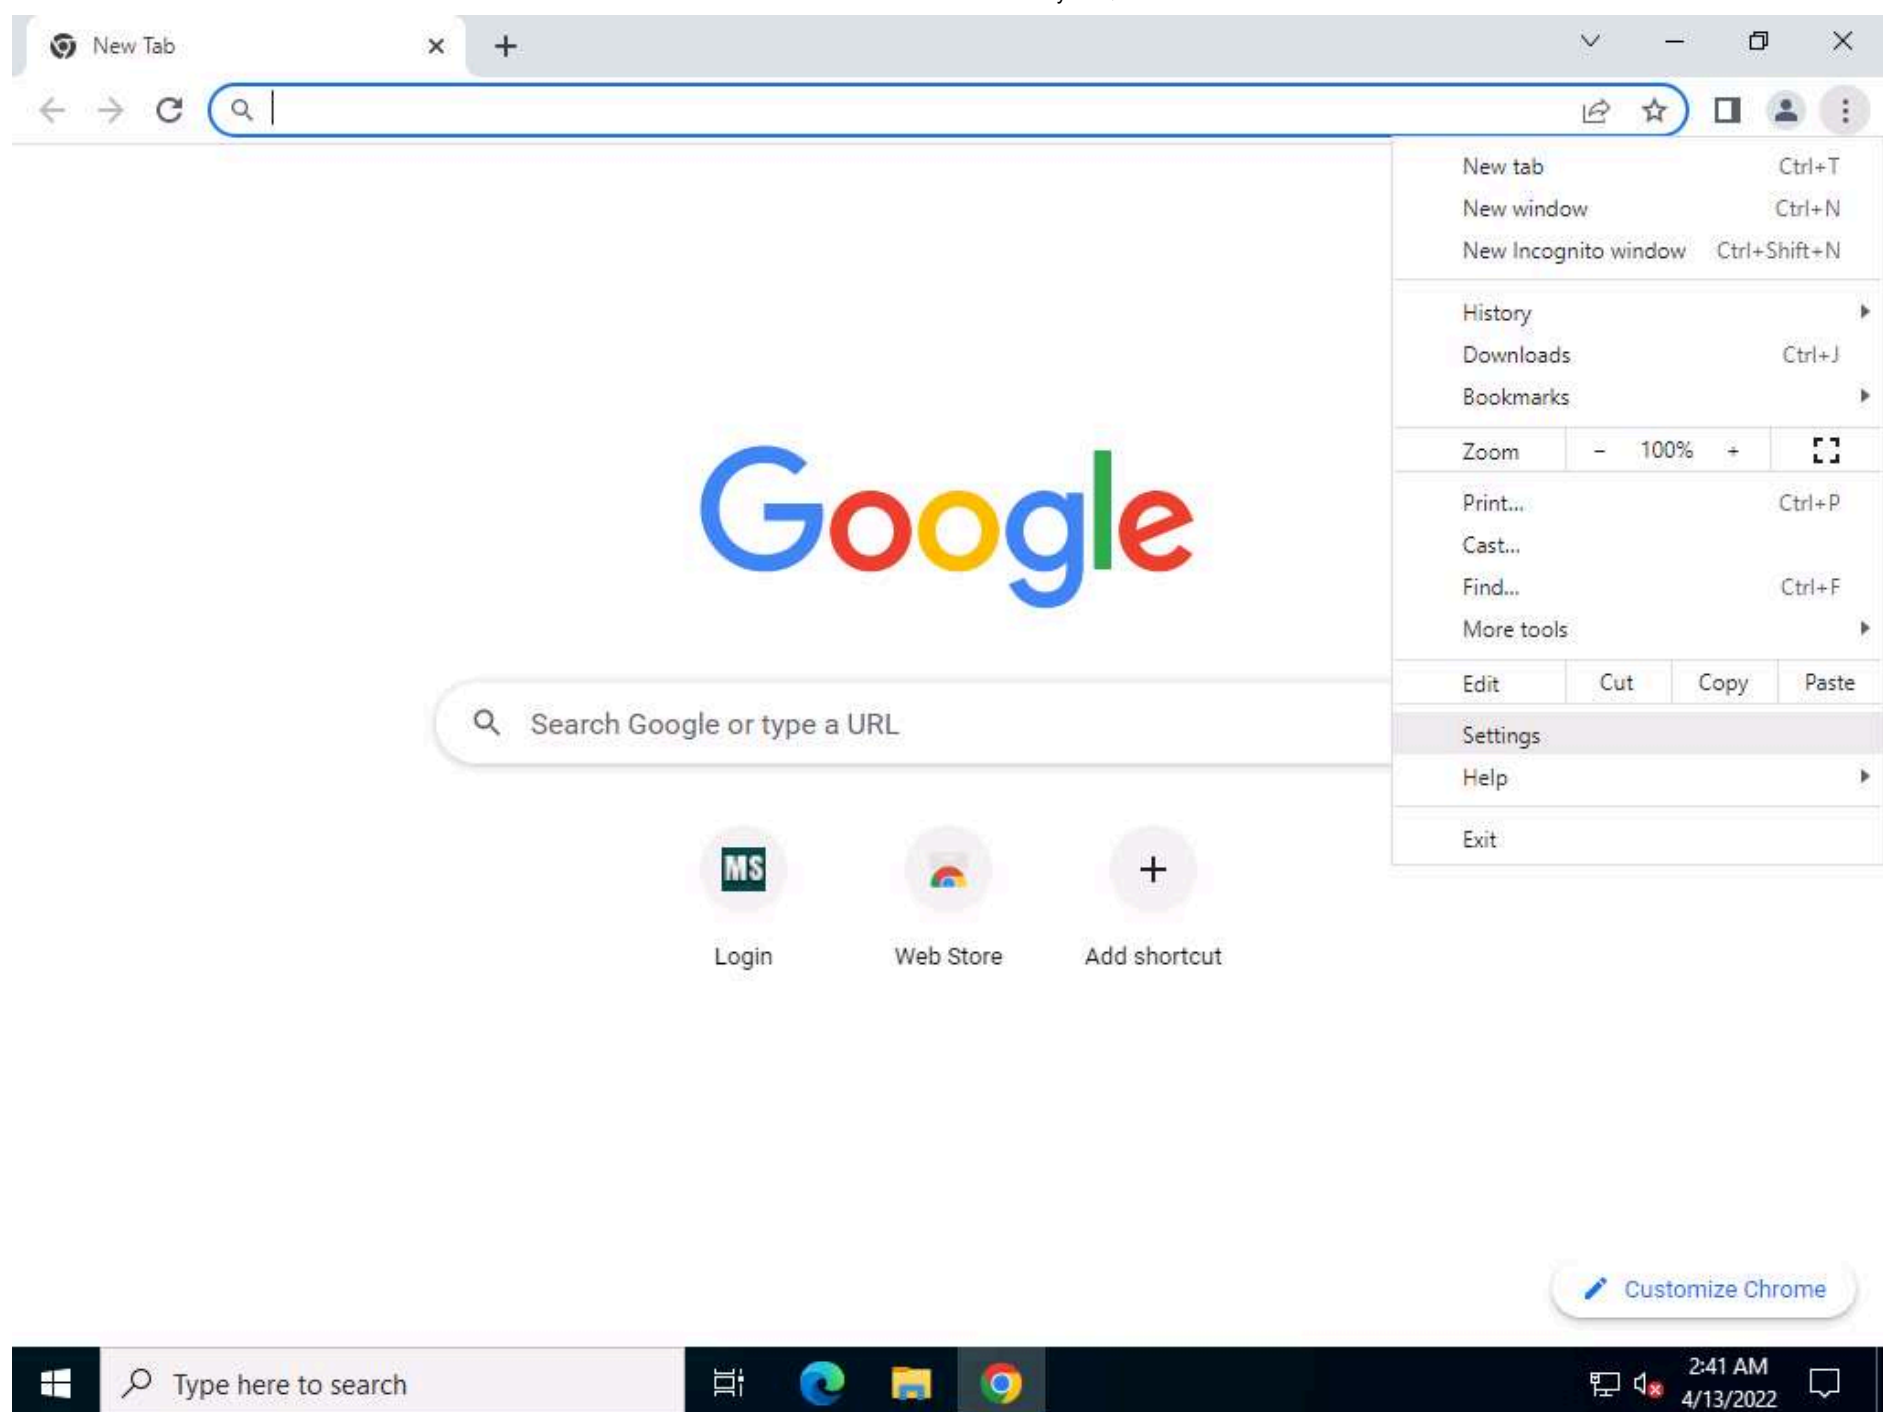 New Tab
New tab Ctrl+T
New window Ctrl+N
New Incognito window Ctrl+Shift+N
History
Downloads Ctrl+J
Bookmarks
Zoom - 100% +
Print... Ctrl+P
Cast...
Find... Ctrl+F
More tools
Edit Cut Copy Paste
Settings
Help
Exit
Google
Search Google or type a URL
MS
Login Web Store Add shortcut
Customize Chrome
Type here to search
2:41 AM
4/13/2022